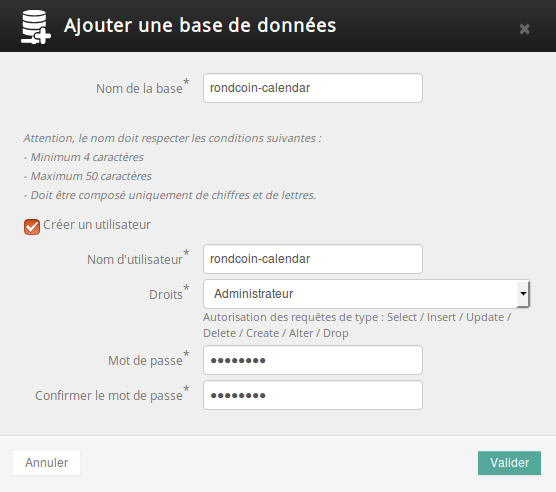 Ajouter une base de données
Nom de la base*
rondcoin-calendar
Attention, le nom doit respecter les conditions suivantes :
- Minimum 4 caractères
- Maximum 50 caractères
- Doit être composé uniquement de chiffres et de lettres.
Créer un utilisateur
Nom d'utilisateur*
rondcoin-calendar
Droits*
Administrateur
Autorisation des requêtes de type : Select / Insert / Update /
Delete / Create / Alter / Drop
Mot de passe*
●●●●●●●●
Confirmer le mot de passe*
●●●●●●●●
Annuler
Valider